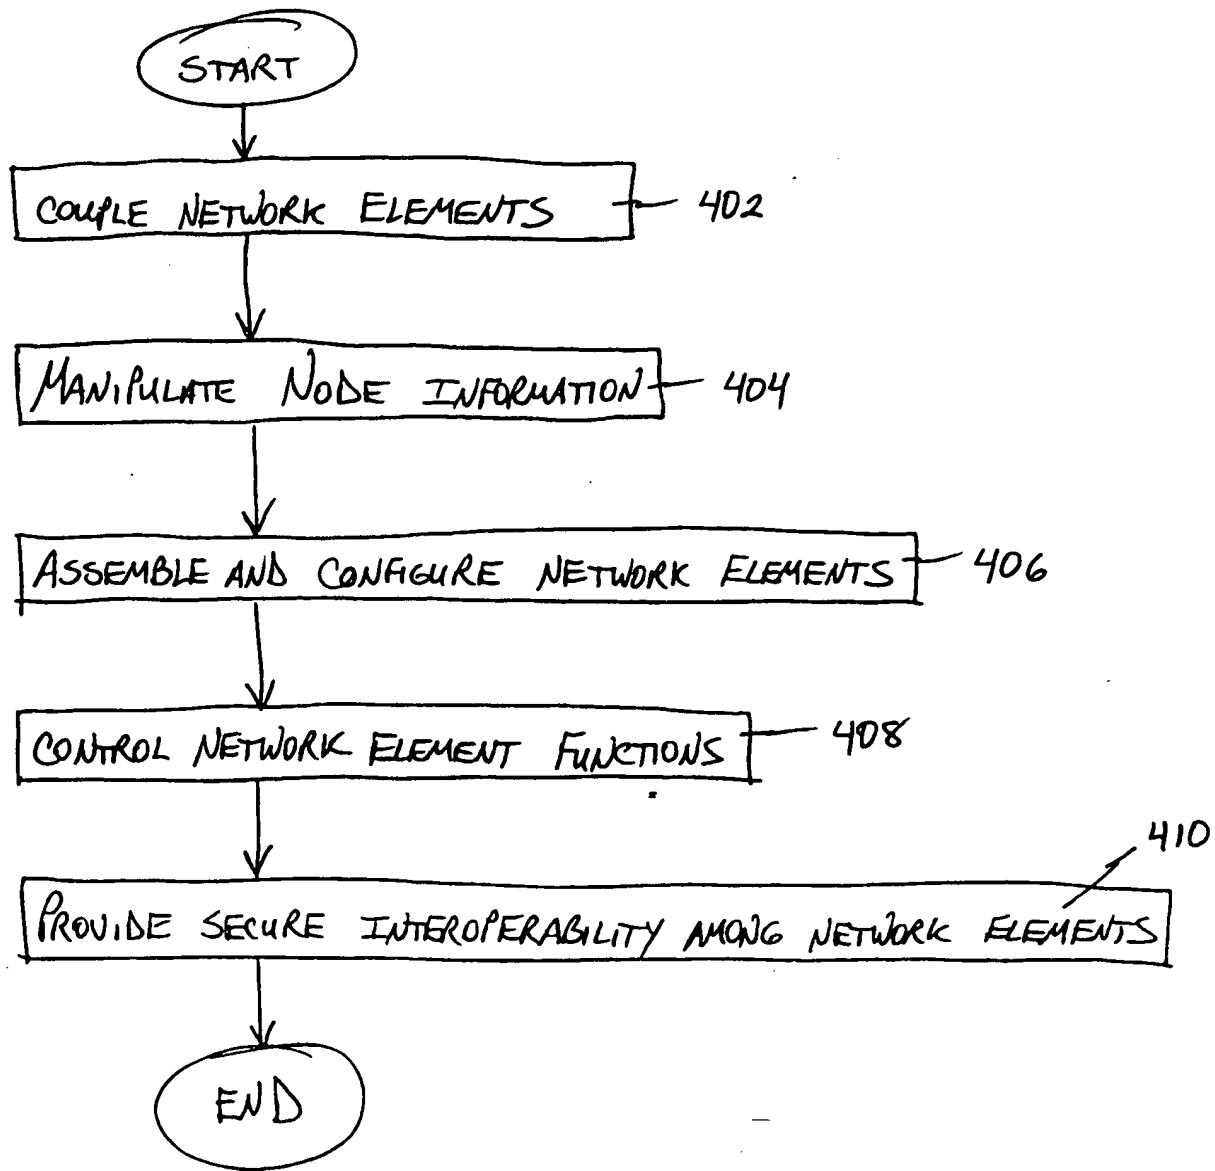 START
COUPLE NETWORK ELEMENTS 402
MANIPULATE NODE INFORMATION 404
ASSEMBLE AND CONFIGURE NETWORK ELEMENTS 406
CONTROL NETWORK ELEMENT FUNCTIONS 408
410
PROVIDE SECURE INTEROPERABILITY AMONG NETWORK ELEMENTS
END